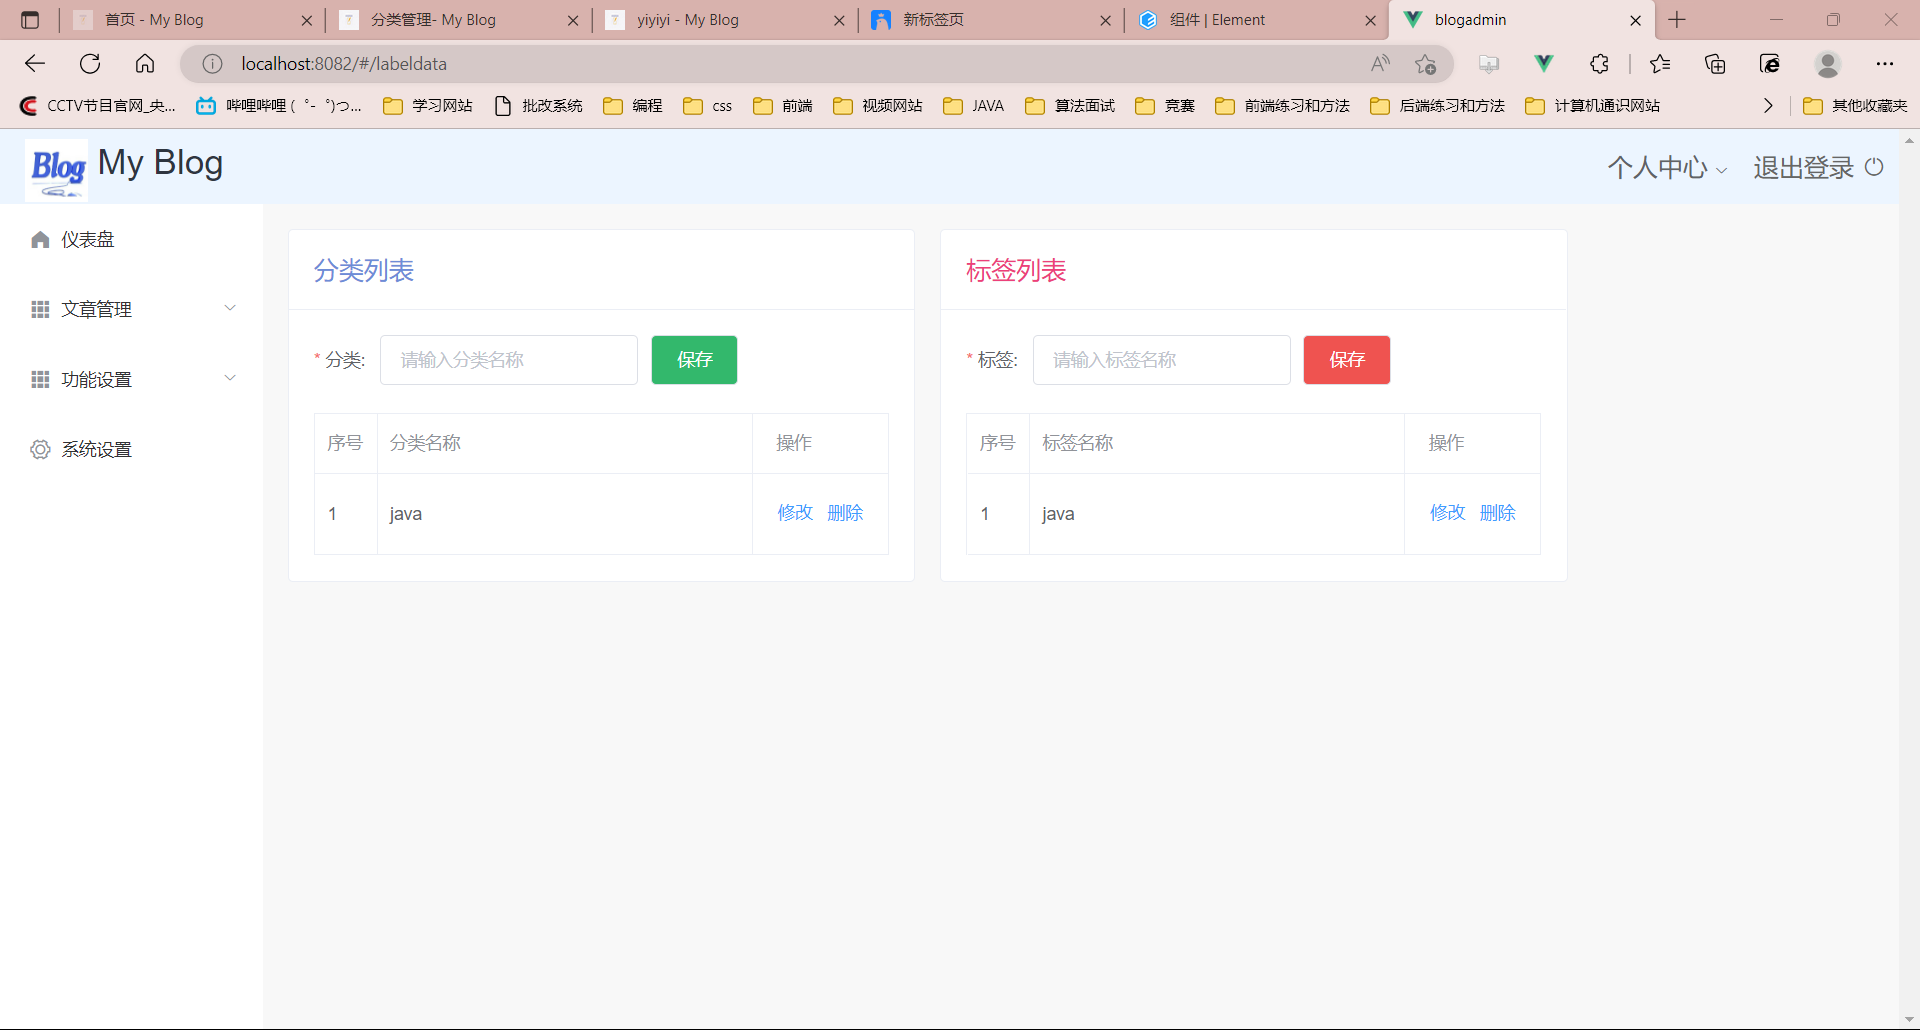 首页 - My Blog
分类管理- My Blog
yiyiyi - My Blog
新标签页
组件 | Element
blogadmin
localhost:8082/#/labeldata
CCTV节目官网_央...
哔哩哔哩 ( ゜- ゜)つ...
学习网站
批改系统
编程
css
前端
视频网站
JAVA
算法面试
竞赛
前端练习和方法
后端练习和方法
计算机通识网站
其他收藏夹
Blog My Blog
个人中心
退出登录
仪表盘
文章管理
功能设置
系统设置
分类列表
* 分类: 请输入分类名称 保存
序号 分类名称 操作
1 java 修改 删除
标签列表
* 标签: 请输入标签名称 保存
序号 标签名称 操作
1 java 修改 删除